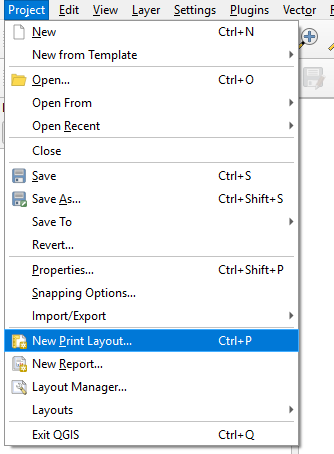 Project Edit View Layer Settings Plugins Vector
New Ctrl+N
New from Template
Open... Ctrl+O
Open From
Open Recent
Close
Save Ctrl+S
Save As... Ctrl+Shift+S
Save To
Revert...
Properties... Ctrl+Shift+P
Snapping Options...
Import/Export
New Print Layout... Ctrl+P
New Report...
Layout Manager...
Layouts
Exit QGIS Ctrl+Q